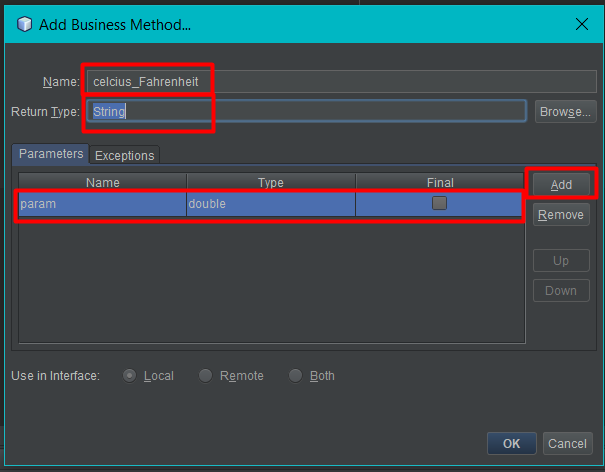 Add Business Method...
Name: celcius_Fahrenheit
Return Type: String Browse...
Parameters Exceptions
Name Type Final Add
param double
Remove
Up
Down
Use in Interface: Local Remote Both
OK Cancel